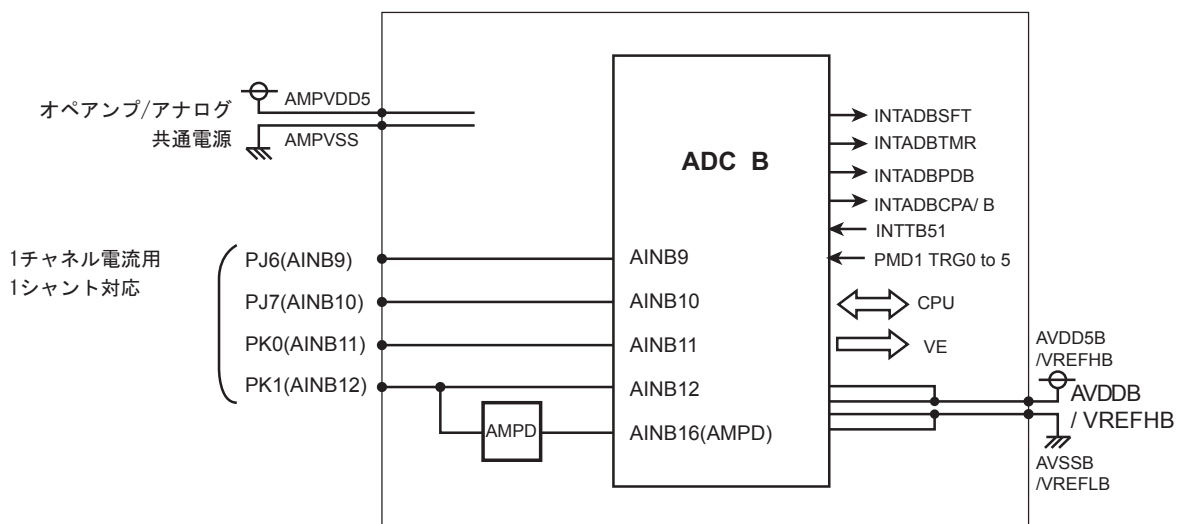 オペアンプ/アナログ
共通電源
AMPVDD5
AMPVSS
1チャネル電流用
1シャント対応
PJ6(AINB9)
PJ7(AINB10)
PK0(AINB11)
PK1(AINB12)
AMPD
ADC B
AINB9
AINB10
AINB11
AINB12
AINB16(AMPD)
INTADBSFT
INTADBTMR
INTADBPDB
INTADBCPA/ B
INTTB51
PMD1 TRG0 to 5
CPU
VE
AVDD5B
/VREFHB
AVDDB
/ VREFHB
AVSSB
/VREFLB